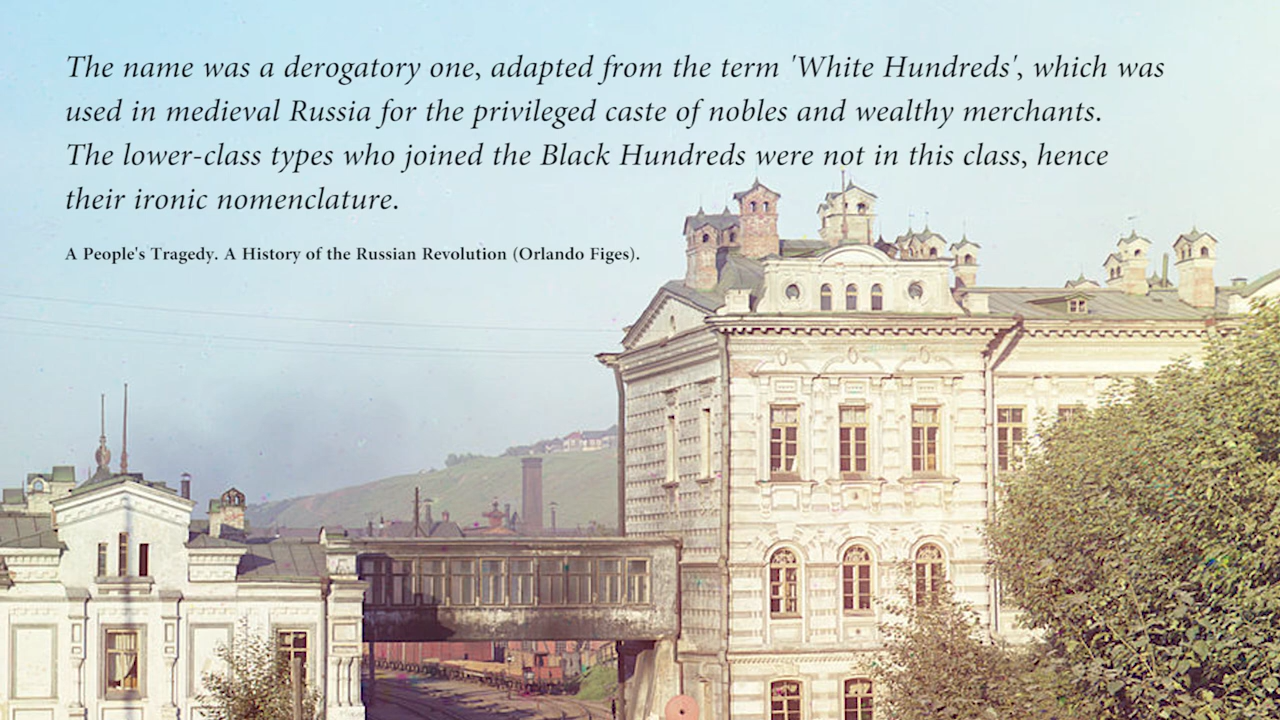 The name was a derogatory one, adapted from the term 'White Hundreds', which was
used in medieval Russia for the privileged caste of nobles and wealthy merchants.
The lower-class types who joined the Black Hundreds were not in this class, hence
their ironic nomenclature.
A People's Tragedy. A History of the Russian Revolution (Orlando Figes).